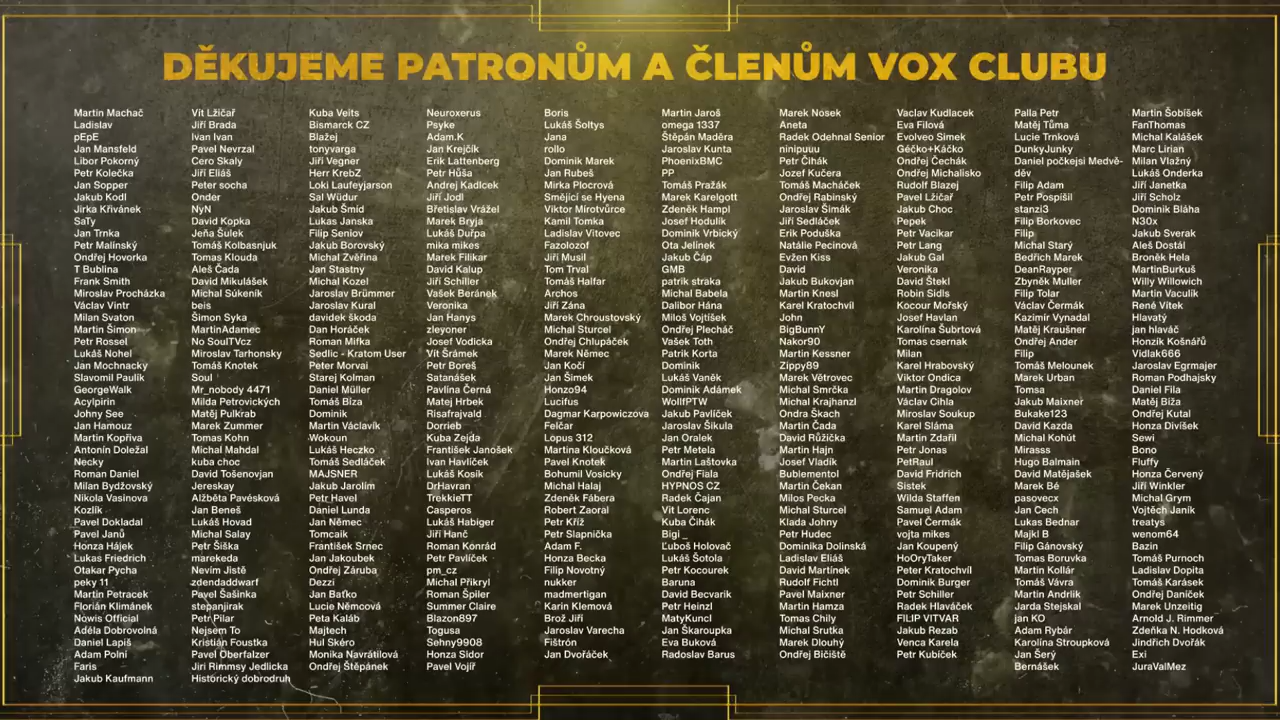 DĚKUJEME PATRONŮM A ČLENŮM VOX CLUBU
Martin Machač
Ladislav
pEpE
Jan Mansfeld
Libor Pokorný
Petr Kolečka
Jan Sopper
Jakub Kodl
Jirka Křivánek
SaTy
Jan Trnka
Petr Malinský
Ondřej Hovorka
T Bublina
Frank Smith
Miroslav Procházka
Václav Vintr
Milan Svaton
Martin Šimon
Petr Rossel
Lukáš Nohel
Jan Mochnacky
Slavomil Paulík
GeorgeWalk
Acylpirin
Johny See
Jan Hamouz
Martin Kopřiva
Antonín Doležal
Necky
Roman Daniel
Milan Bydžovský
Nikola Vasinova
Kozlík
Pavel Dokladal
Pavel Janů
Honza Hájek
Lukas Friedrich
Otakar Pycha
peky 11
Martin Petracek
Florián Klimánek
Nowis Official
Adéla Dobrovolná
Daniel Lapiš
Adam Polní
Faris
Jakub Kaufmann
Vít Lžičař
Jiří Brada
Ivan Ivan
Pavel Nevrzal
Cero Skaly
Jiří Eliáš
Peter socha
Onder
NyN
David Kopka
Jeňa Šulek
Tomáš Kolbasnjuk
Tomas Klouda
Aleš Čada
David Mikulášek
Michal Súkeník
beis
Šimon Syka
MartinAdamec
No SoulTVcz
Miroslav Tarhonsky
Tomáš Knotek
Soul
Mr_nobody 4471
Milda Petrovických
Matěj Pulkrab
Marek Zummer
Tomas Kohn
Michal Mahdal
kuba choc
David Tošenovjan
Jereskay
Alžběta Pavésková
Jan Beneš
Lukáš Hovad
Michal Salay
Petr Šiška
marekeda
Nevím Jistě
zdendaddwarf
Pavel Šašinka
stepanjirak
Petr Pilar
Nejsem To
Kristián Foustka
Pavel Oberfalzer
Jiri Rimmsy Jedlicka
Historický dobrodruh
Kuba Veits
Bismarck CZ
Blažej
tonyvarga
Jiří Vegner
Herr KrebZ
Loki Laufeyjarson
Sal Wüdur
Jakub Šmíd
Lukas Janska
Filip Seniov
Jakub Borovský
Michal Zvěřina
Jan Stastny
Michal Kozel
Jaroslav Brümmer
Jaroslav Kural
davidek škoda
Dan Horáček
Roman Mifka
Sedlic - Kratom User
Peter Morvai
Starej Kolman
Daniel Müller
Tomáš Bíza
Dominik
Martin Václavík
Wokoun
Lukáš Heczko
Tomáš Sedláček
MAJSNER
Jakub Jarolím
Petr Havel
Daniel Lunda
Jan Němec
Tomcaik
František Srnec
Jan Jakoubek
Ondřej Záruba
Dezzi
Jan Baťko
Lucie Němcová
Peta Kaláb
Majtech
Hul Skéro
Monika Navrátilová
Ondřej Štěpánek
Neuroxerus
Psyke
Adam.K
Jan Krejčík
Erik Lattenberg
Petr Hůša
Andrej Kadlcek
Jiří Jodl
Břetislav Vrážel
Marek Bryja
Lukáš Ďurpa
mika mikes
Marek Filikar
David Kalup
Jiří Schiller
Vašek Beránek
Veronika
Jan Hanys
zleyoner
Josef Vodicka
Vít Šrámek
Petr Boreš
Satanášek
Pavlína Černá
Matej Hrbek
Risafrajvald
Dorrieb
Kuba Zejda
František Janošek
Ivan Havlíček
Lukáš Kosík
DrHavran
TrekkieTT
Casperos
Lukáš Habiger
Jiří Hanč
Roman Konrád
Petr Pavlíček
pm_cz
Michal Přikryl
Roman Špiler
Summer Claire
Blazon897
Togusa
Sehny9908
Honza Sidor
Pavel Vojíř
Boris
Lukáš Šoltys
Jana
rollo
Dominik Marek
Jan Rubeš
Mirka Plocrová
Smějící se Hyena
Viktor Mirotvůrce
Kamil Tomka
Ladislav Vitovec
Fazolozof
Jiří Musil
Tom Trval
Tomáš Halfar
Archos
Jiří Zána
Marek Chroustovský
Michal Sturcel
Ondřej Chlupáček
Marek Němec
Jan Kočí
Jan Šimek
Honzo94
Lucifus
Dagmar Karpowiczova
Felčar
Lopus 312
Martina Kloučková
Pavel Knotek
Bohumil Vosicky
Michal Halaj
Zdeněk Fábera
Robert Zaoral
Petr Kříž
Petr Slapnička
Adam F.
Honza Becka
Filip Novotný
nukker
madmertigan
Karin Klemová
Brož Jiří
Jaroslav Varecha
Fištrón
Jan Dvořáček
Martin Jaroš
omega 1337
Štěpán Maděra
Jaroslav Kunta
PhoenixBMC
PP
Tomáš Pražák
Marek Karelgott
Zdeněk Hampl
Josef Hodulík
Dominik Vrbický
Ota Jelínek
Jakub Čáp
GMB
patrik straka
Michal Babela
Dalibor Hána
Miloš Vojtíšek
Ondřej Plecháč
Vašek Toth
Patrik Korta
Dominik
Lukáš Vaněk
Dominik Adámek
WollfPTW
Jakub Pavlíček
Jaroslav Šikula
Jan Oralek
Petr Metela
Martin Laštovka
Ondřej Fiala
HYPNOS CZ
Radek Čajan
Vít Lorenc
Kuba Čihák
Bigi _
Ľuboš Holovač
Lukáš Šotola
Petr Kocourek
Baruna
David Becvarik
Petr Heinzl
MatyKuncl
Jan Škaroupka
Eva Buková
Radoslav Barus
Marek Nosek
Aneta
Radek Odehnal Senior
ninipuuu
Petr Čihák
Jozef Kučera
Tomáš Macháček
Ondřej Rabinský
Jaroslav Šimák
Jiří Sedláček
Erik Poduška
Natálie Pecinová
Evžen Kiss
David
Jakub Bukovjan
Martin Knesl
Karel Kratochvíl
John
BigBunnY
Nakor90
Martin Kessner
Zippy89
Marek Větrovec
Michal Smrčka
Michal Krajhanzl
Ondra Škach
Martin Čada
David Růžička
Martin Hajn
Josef Vladík
Bublementol
Martin Čekan
Milos Pecka
Michal Sturcel
Klada Johny
Petr Hudec
Dominika Dolinská
Ladislav Eliáš
David Martínek
Rudolf Fichtl
Pavel Maixner
Martin Hamza
Tomas Chily
Michal Srutka
Marek Dlouhý
Ondřej Bičiště
Vaclav Kudlacek
Eva Filová
Evolveo Simek
Géčko+Káčko
Ondřej Čechák
Ondřej Michalisko
Rudolf Blazej
Pavel Lžičař
Jakub Choc
Pepek
Petr Vacikar
Petr Lang
Jakub Gal
Veronika
David Štekl
Robin Sidls
Kocour Mořský
Josef Havlan
Karolína Šubrtová
Tomas csernak
Milan
Karel Hrabovský
Viktor Ondica
Martin Dragolov
Václav Cihla
Miroslav Soukup
Karel Sláma
Martin Zdařil
Petr Jonas
PetRaul
David Fridrich
Sistek
Wilda Staffen
Samuel Adam
Pavel Čermák
vojta mikes
Jan Koupený
HoOryTaker
Peter Kratochvíl
Dominik Burger
Petr Schiller
Radek Hlaváček
FILIP VITVAR
Jakub Rezab
Venca Karela
Petr Kubíček
Palla Petr
Matěj Tůma
Lucie Trnková
DunkyJunky
Daniel počkejsi Medvě-
děv
Filip Adam
Petr Pospíšil
stanzi3
Filip Borkovec
Filip
Michal Starý
Bedřich Marek
DeanRayper
Zbyněk Muller
Filip Tolar
Václav Čermák
Kazimír Vynadal
Matěj Krausner
Ondřej Ander
Filip
Tomáš Melounek
Marek Urban
Tomsa
Jakub Maixner
Bukake123
David Kazda
Michal Kohút
Mirasss
Hugo Balmain
David Matějašek
Marek Bé
pasovecx
Jan Cech
Lukas Bednar
Majkl B
Filip Gánovský
Tomas Boruvka
Martin Kollár
Tomáš Vávra
Martin Andrlik
Jarda Stejskal
jan KO
Adam Rybár
Karolina Stroupková
Jan Šerý
Bernášek
Martin Šobíšek
FanThomas
Michal Kalášek
Marc Lirian
Milan Vlažný
Lukáš Onderka
Jiří Janetka
Jiří Scholz
Dominik Bláha
N30x
Jakub Sverak
Aleš Dostál
Broněk Hela
MartinBurkuš
Willy Willowich
Martin Vaculík
René Vítek
Hlavatý
jan hlaváč
Honzik Košnářů
Vidlak666
Jaroslav Egrmajer
Roman Podhajsky
Daniel Fila
Matěj Bíža
Ondřej Kutal
Honza Divíšek
Sewi
Bono
Fluffy
Honza Červený
Jiří Winkler
Michal Grym
Vojtěch Janík
treatys
wenom64
Bazin
Tomáš Purnoch
Ladislav Dopita
Tomáš Karásek
Ondřej Daníček
Marek Unzeitig
Arnold J. Rimmer
Zdeňka N. Hodková
Jindřich Dvořák
Exi
JuraValMez